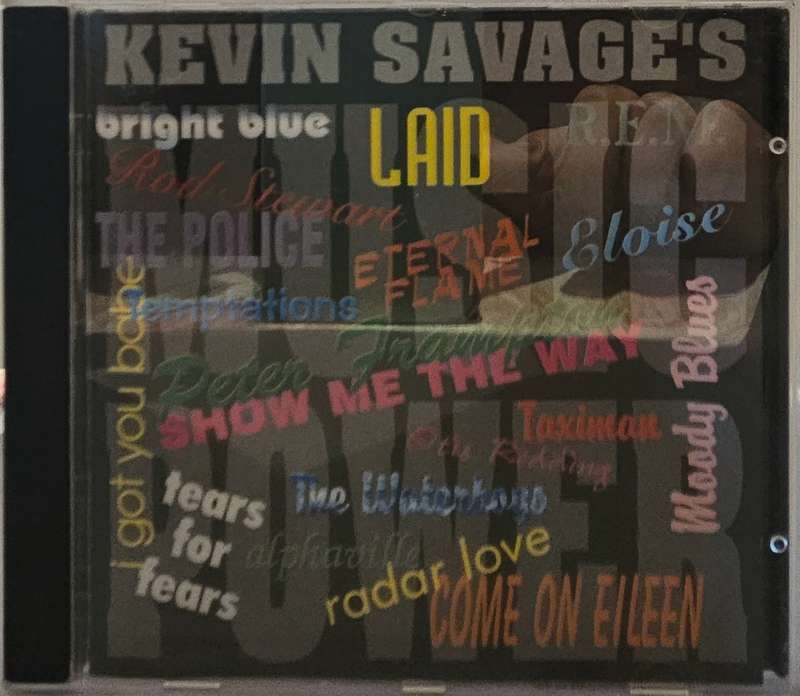 KEVIN SAVAGE'S
MUSIC
POWER
bright blue
LAID
R.E.M.
Rod Stewart
THE POLICE
ETERNAL
FLAME
Eloise
Temptations
i got you babe
Peter Frampton
SHOW ME THE WAY
Moody Blues
Taximan
Otis Redding
tears
for
fears
The Waterboys
alphaville
radar love
COME ON EILEEN